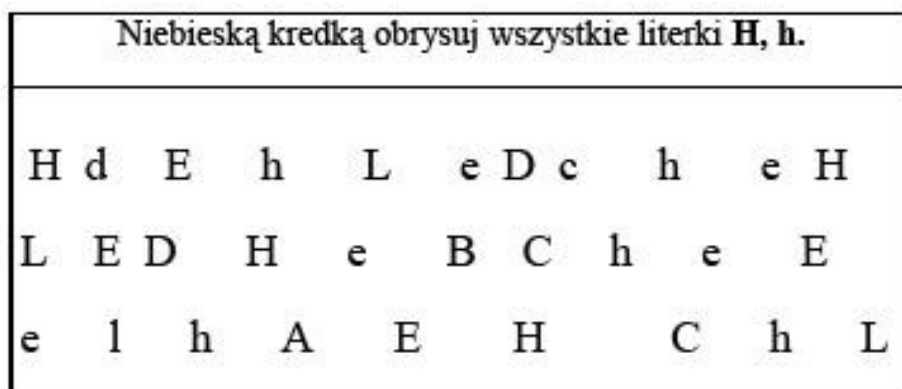 Niebieską kredką obrysuj wszystkie literki H, h.
H d E h L e D c h e H
L E D H e B C h e E
e l h A E H C h L